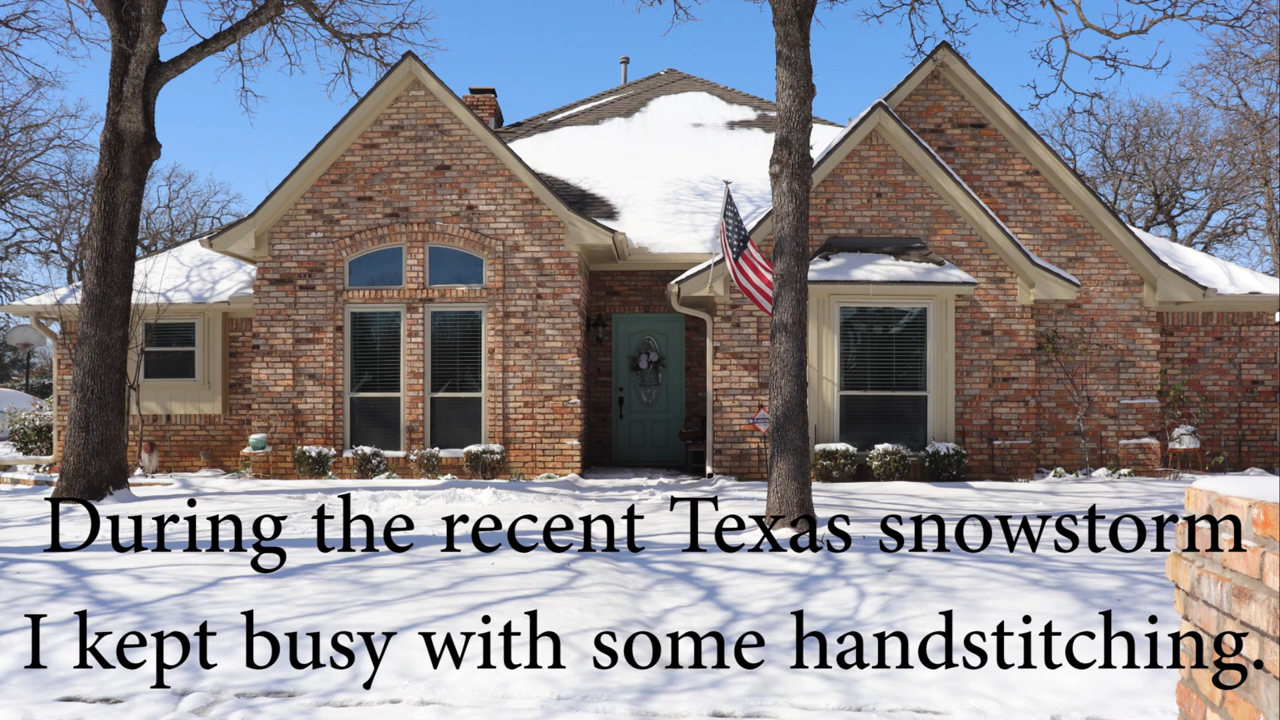 During the recent Texas snowstorm
I kept busy with some handstitching.